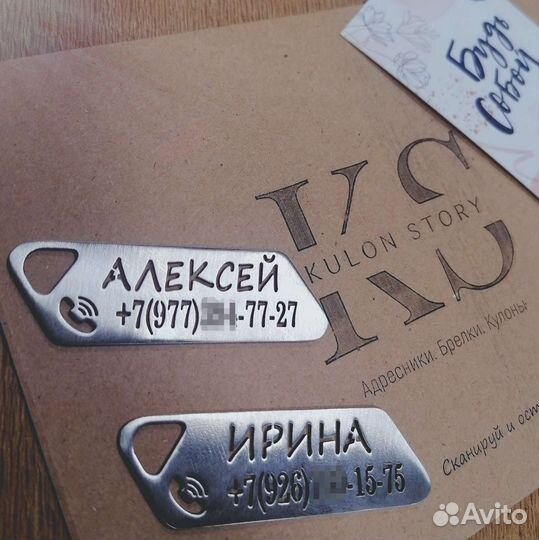 Будь
Собой
KS
KULON STORY
Адресники. Брелки. Кулоны
Сканируй и
АЛЕКСЕЙ
+7(977) -77-27
ИРИНА
+7(926) -15-75
Avito